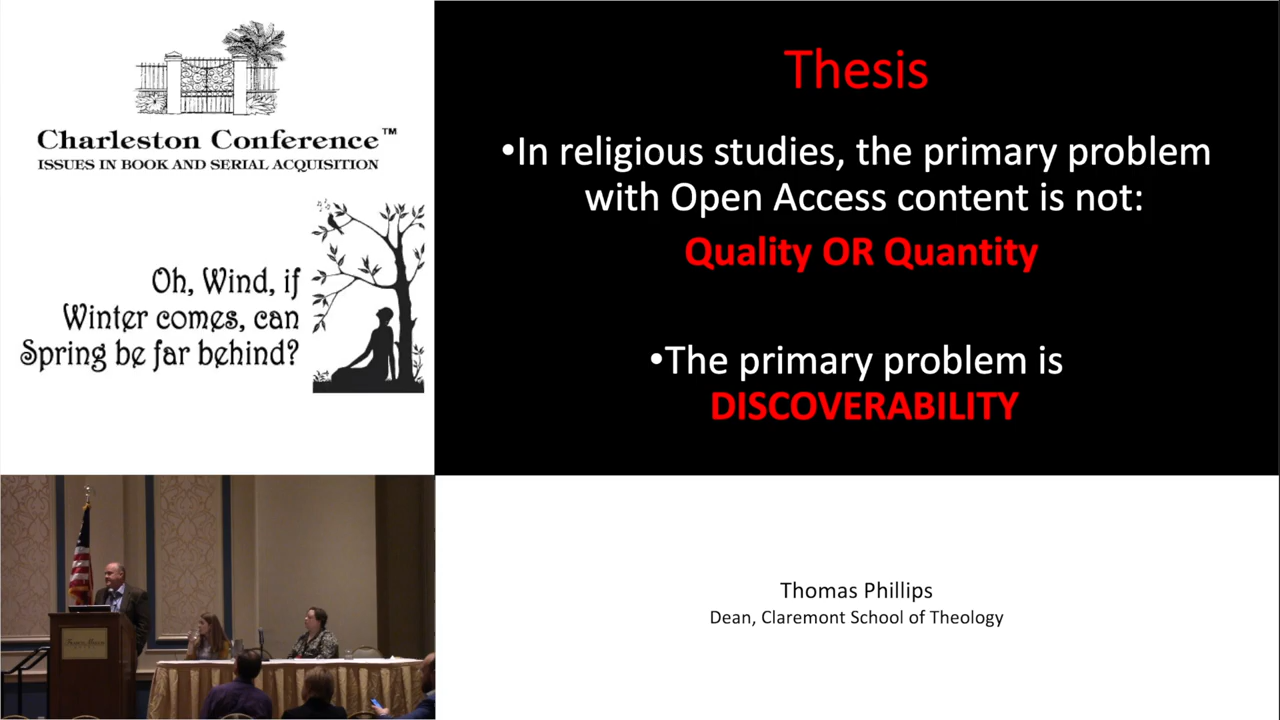 Charleston Conference™
ISSUES IN BOOK AND SERIAL ACQUISITION
Oh, Wind, if
Winter comes, can
Spring be far behind?
Thesis
•In religious studies, the primary problem
with Open Access content is not:
Quality OR Quantity
•The primary problem is
DISCOVERABILITY
Thomas Phillips
Dean, Claremont School of Theology